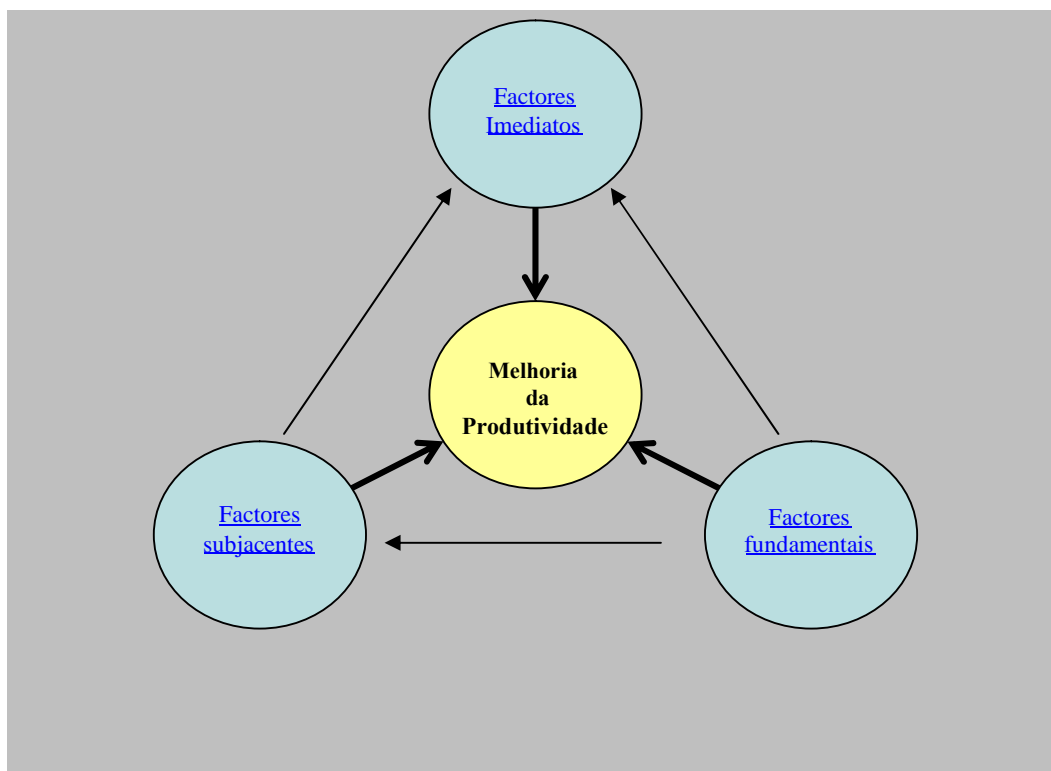 Factores
Imediatos
Melhoria
da
Produtividade
Factores
subjacentes
Factores
fundamentais